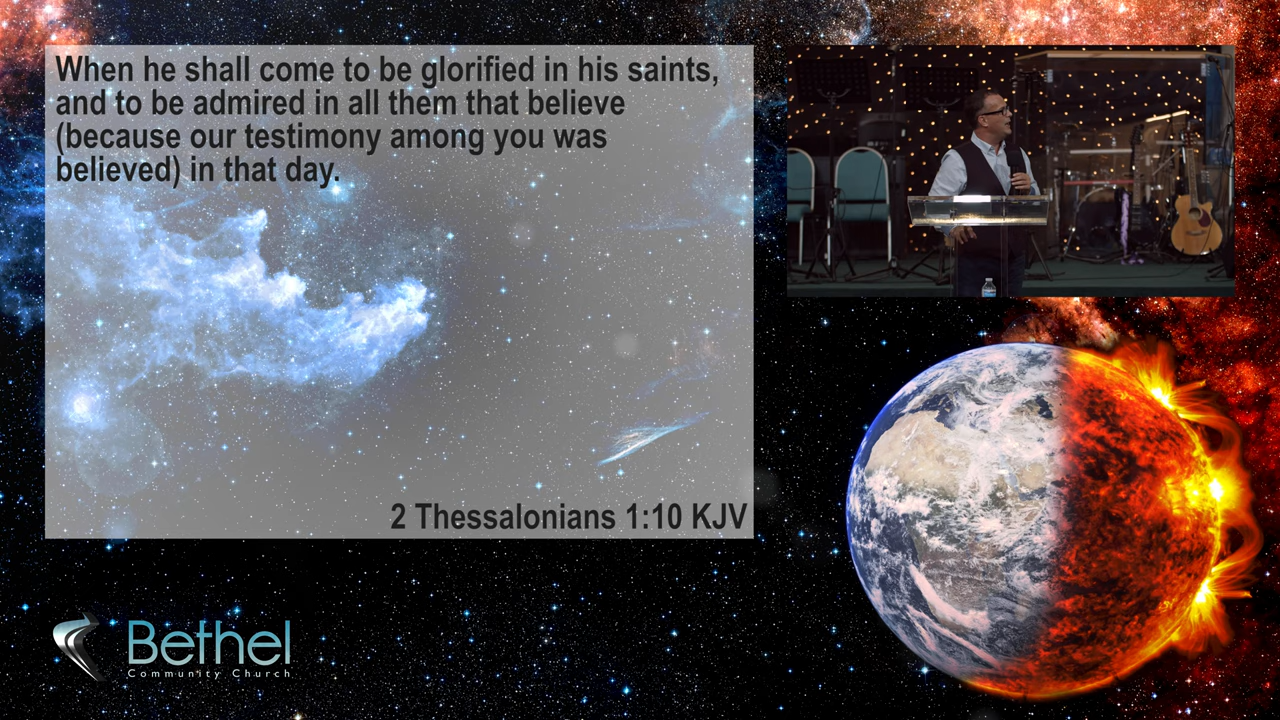 When he shall come to be glorified in his saints,
and to be admired in all them that believe
(because our testimony among you was
believed) in that day.
2 Thessalonians 1:10 KJV
Bethel
Community Church